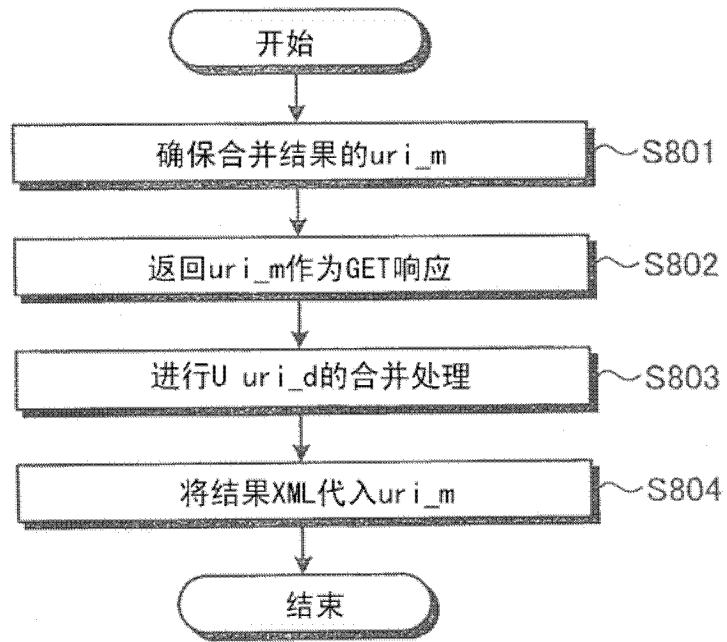 开始
确保合并结果的uri_m
S801
返回uri_m作为GET响应
S802
进行U uri_d的合并处理
S803
将结果XML代入uri_m
S804
结束